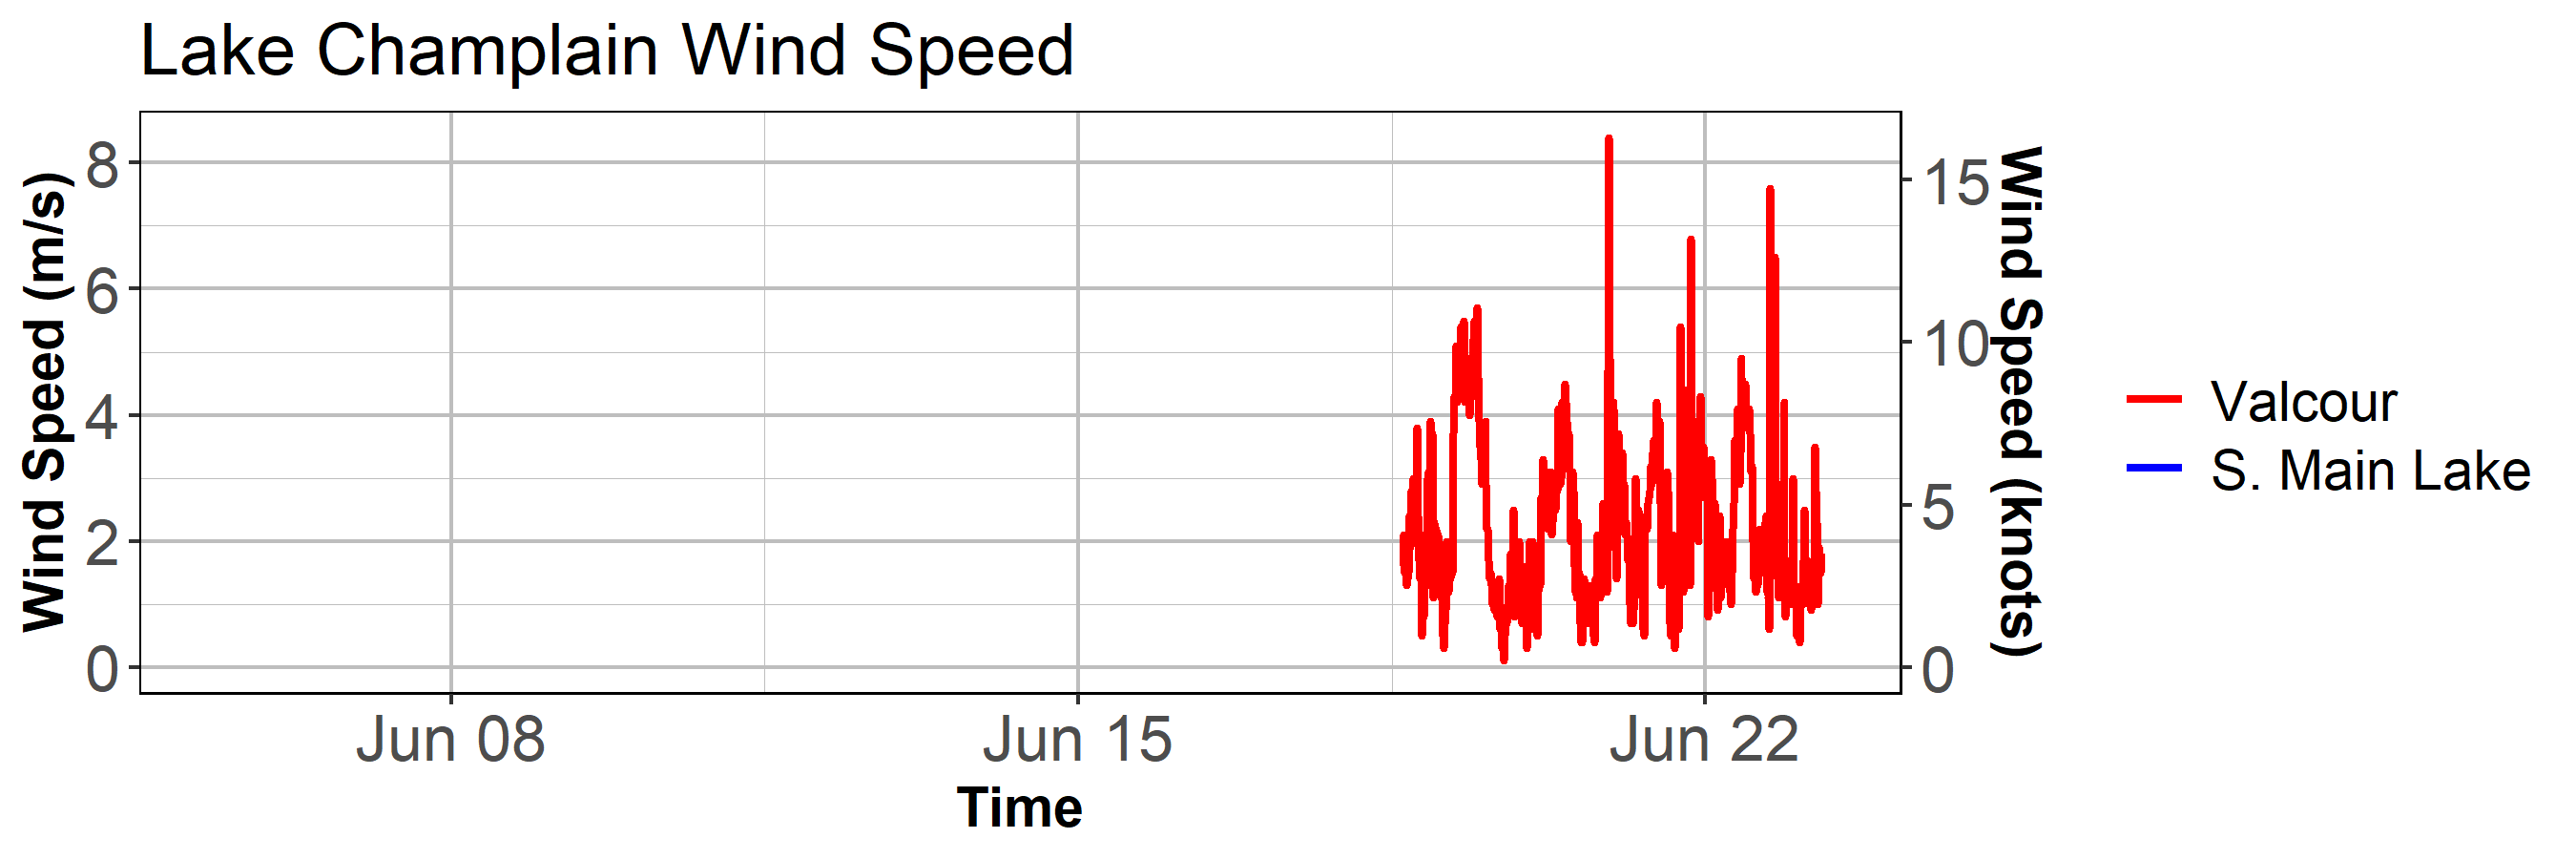 Lake Champlain Wind Speed
Wind Speed (m/s)
8
6
4
2
0
15
10
5
0
Wind Speed (knots)
Jun 08
Jun 15
Jun 22
Time
Valcour
S. Main Lake